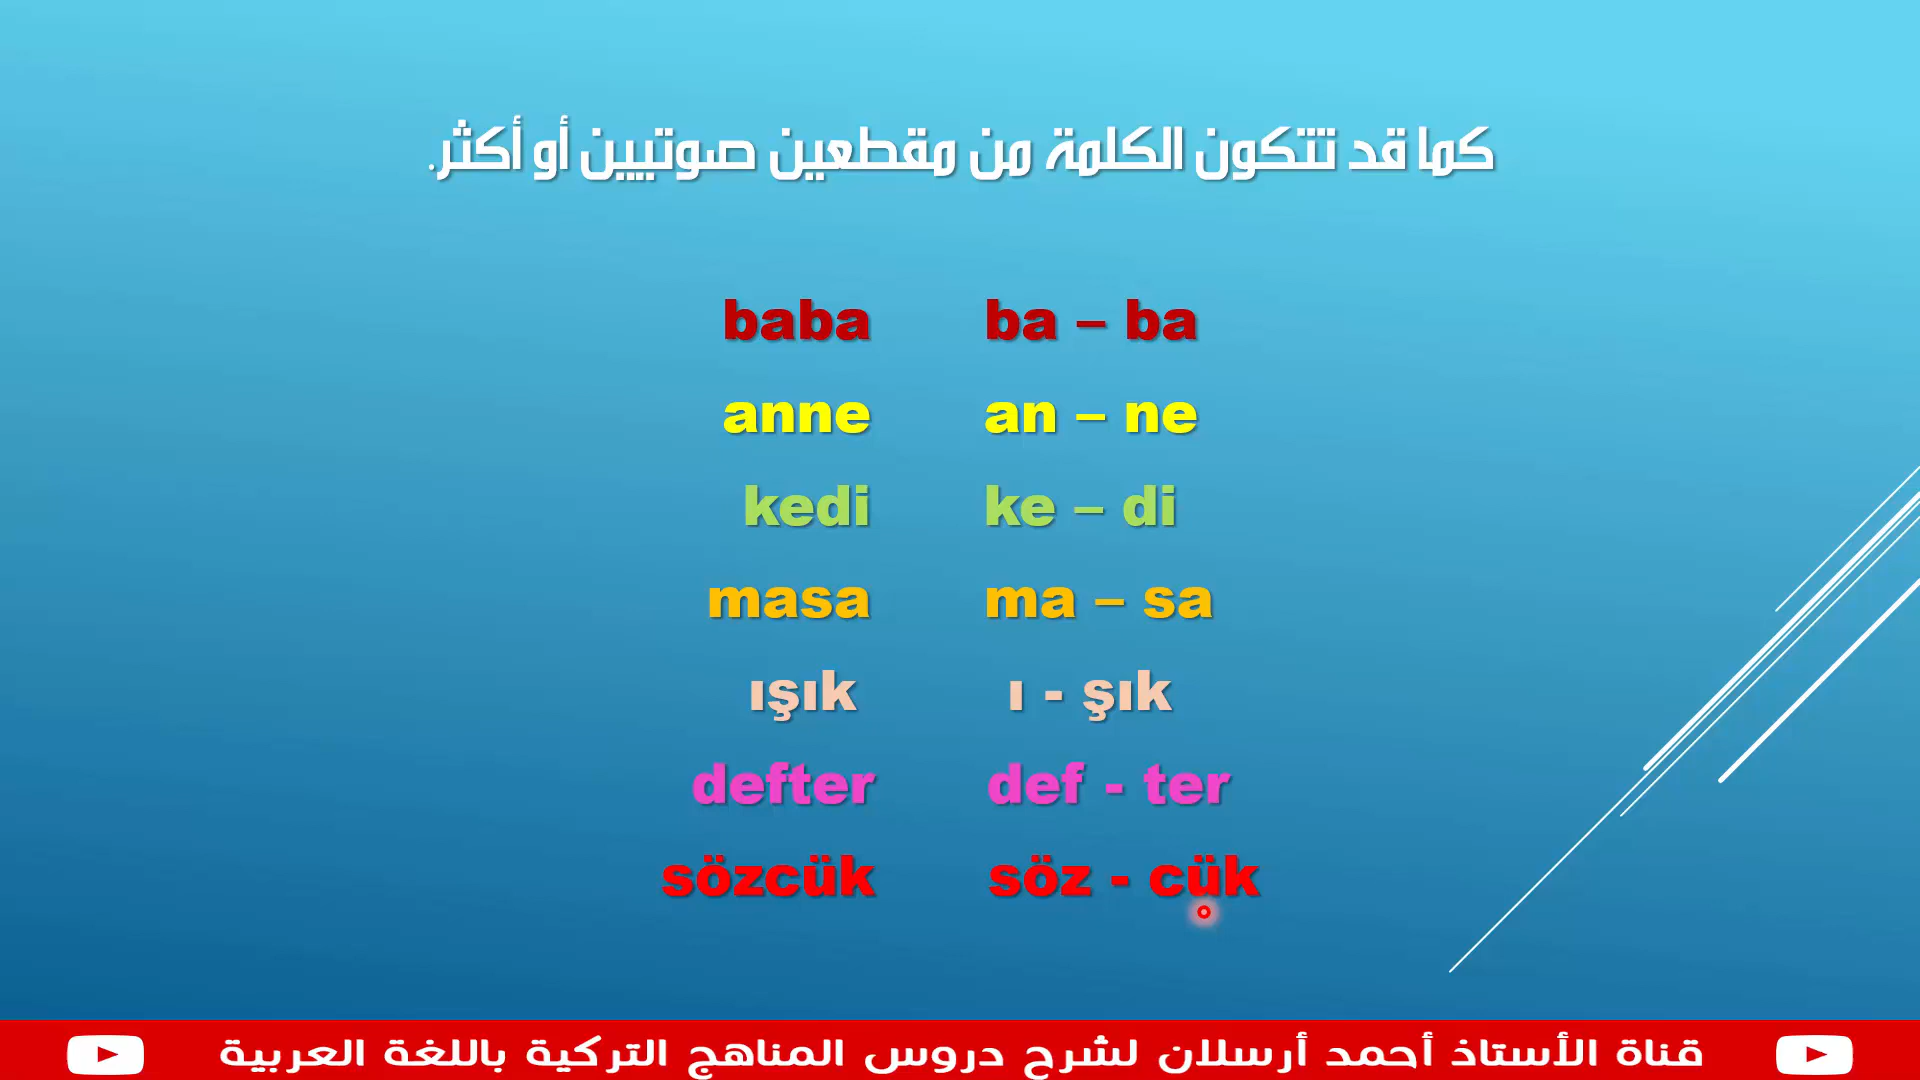 كما قد تتكون الكلمة من مقطعين صوتيين أو أكثر.
baba ba – ba
anne an – ne
kedi ke – di
masa ma – sa
ışık ı - şık
defter def - ter
sözcük söz - cük
قناة الأستاذ أحمد أرسلان لشرح دروس المناهج التركية باللغة العربية